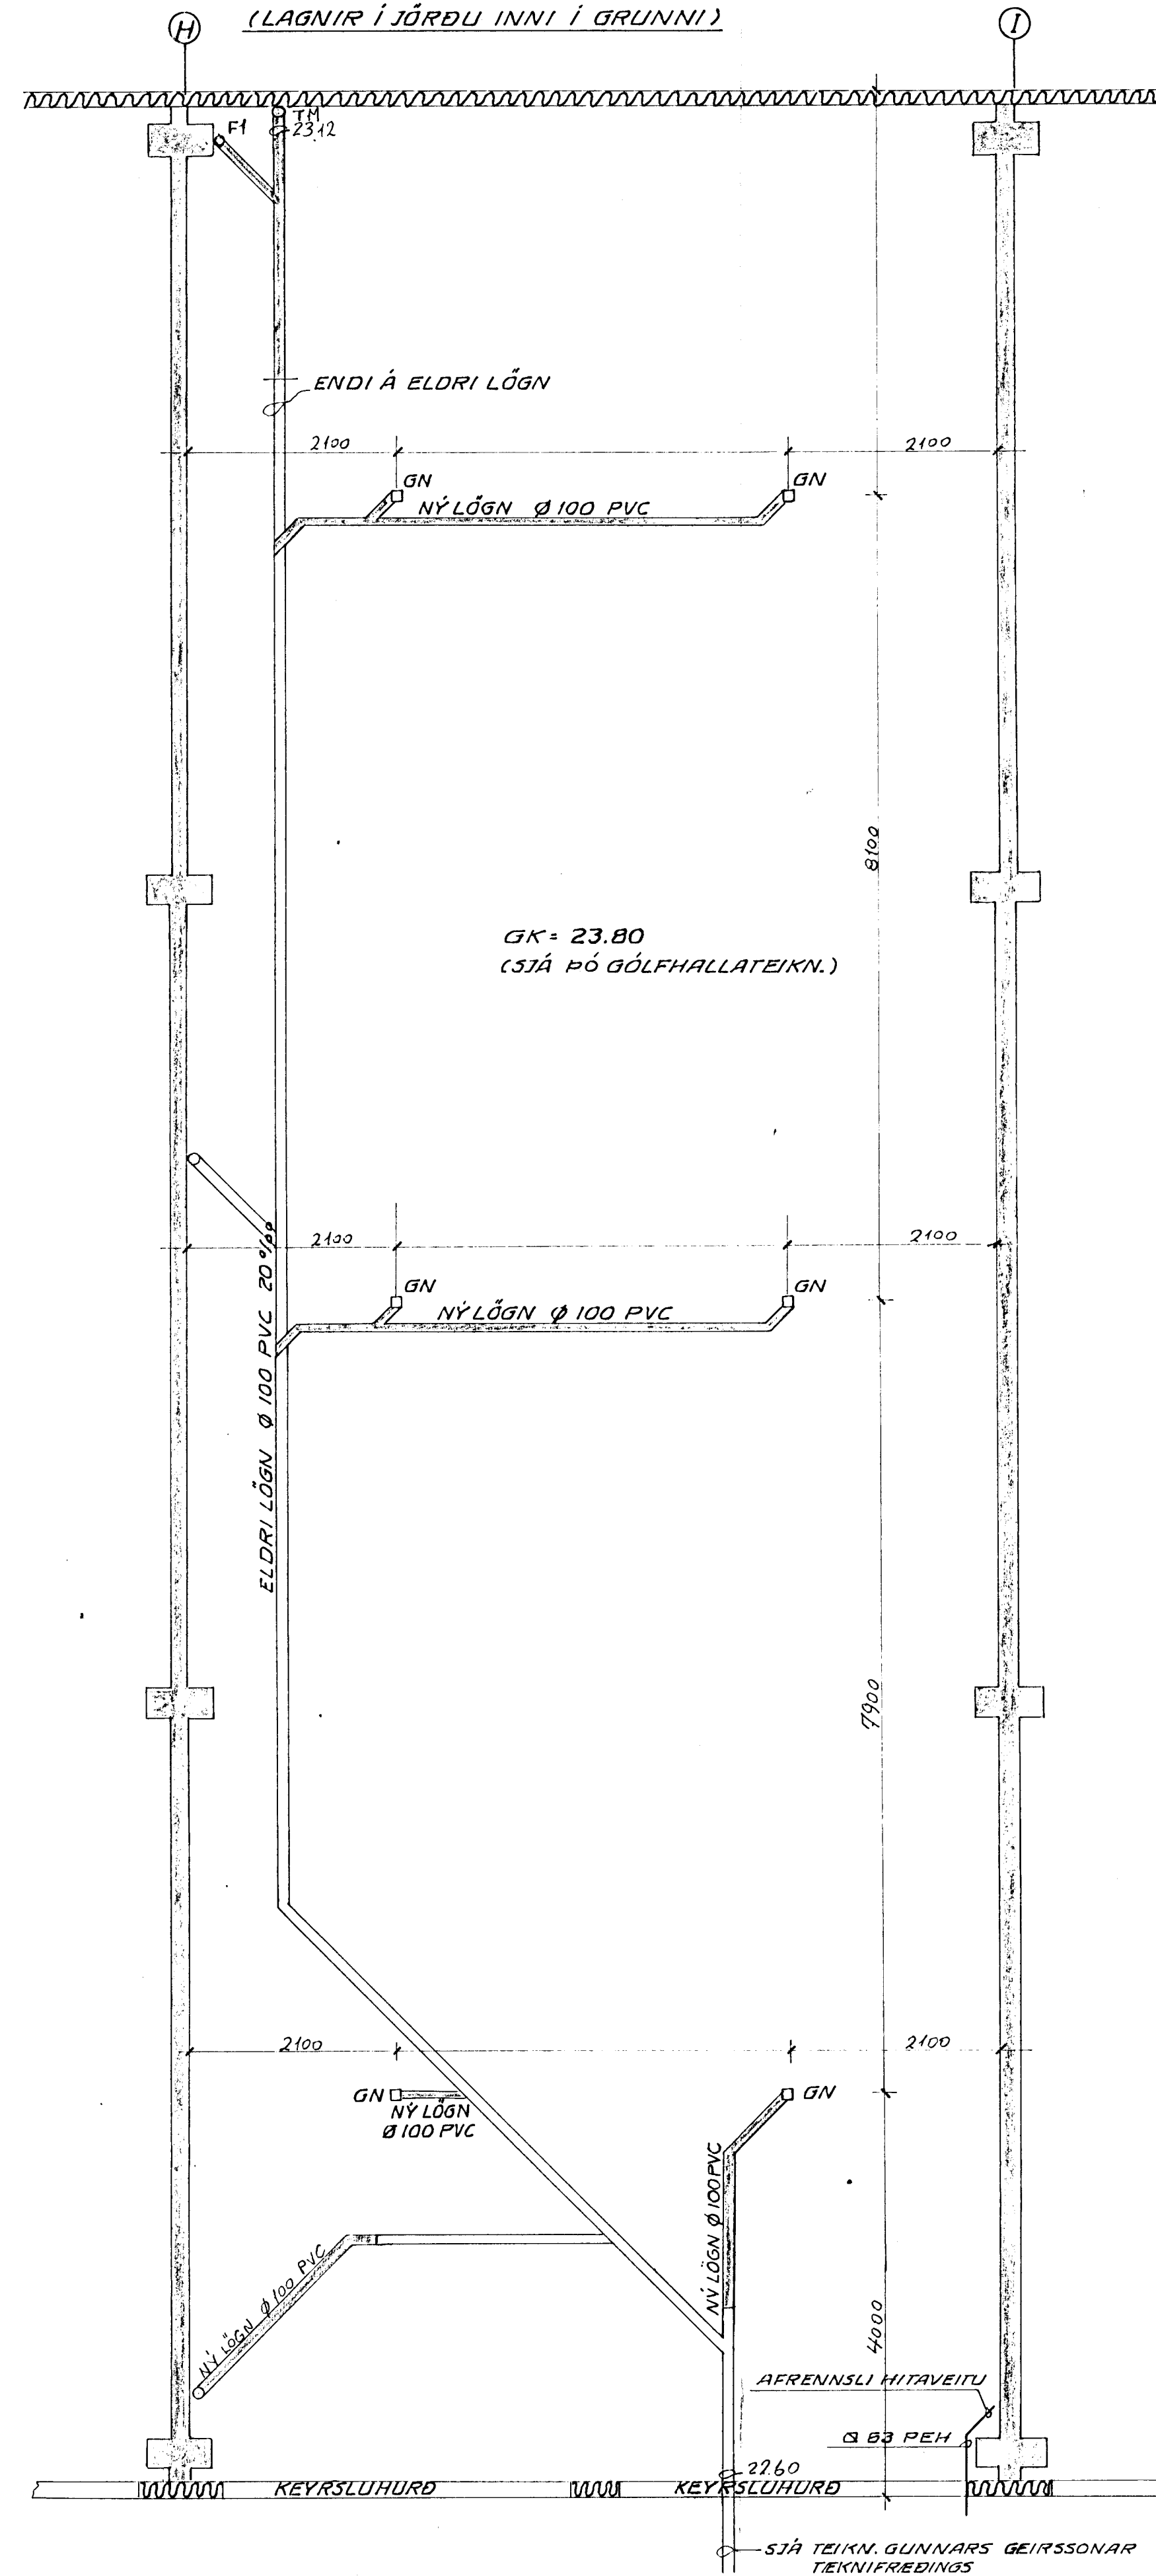 (LAGNIR Í JÖRÐU INNI Í GRUNNI)
H
I
F1
TM
23.12
ENDI Á ELDRI LÖGN
2100
2100
GN
GN
NÝ LÖGN Ø 100 PVC
8100
GK = 23.80
(SJÁ ÞÓ GÓLFHALLATEIKN.)
2100
2100
GN
GN
NÝ LÖGN Ø 100 PVC
ELDRI LÖGN Ø 100 PVC 20 ‰
7900
2100
2100
GN
GN
NÝ LÖGN
Ø 100 PVC
NÝ LÖGN Ø 100 PVC
NÝ LÖGN Ø 100 PVC
4000
AFRENNSLI HITAVEITU
Ø 63 PEH
22.60
KEYRSLUHURÐ
KEYRSLUHURÐ
SJÁ TEIKN. GUNNARS GEIRSSONAR
TÆKNIFRÆÐINGS